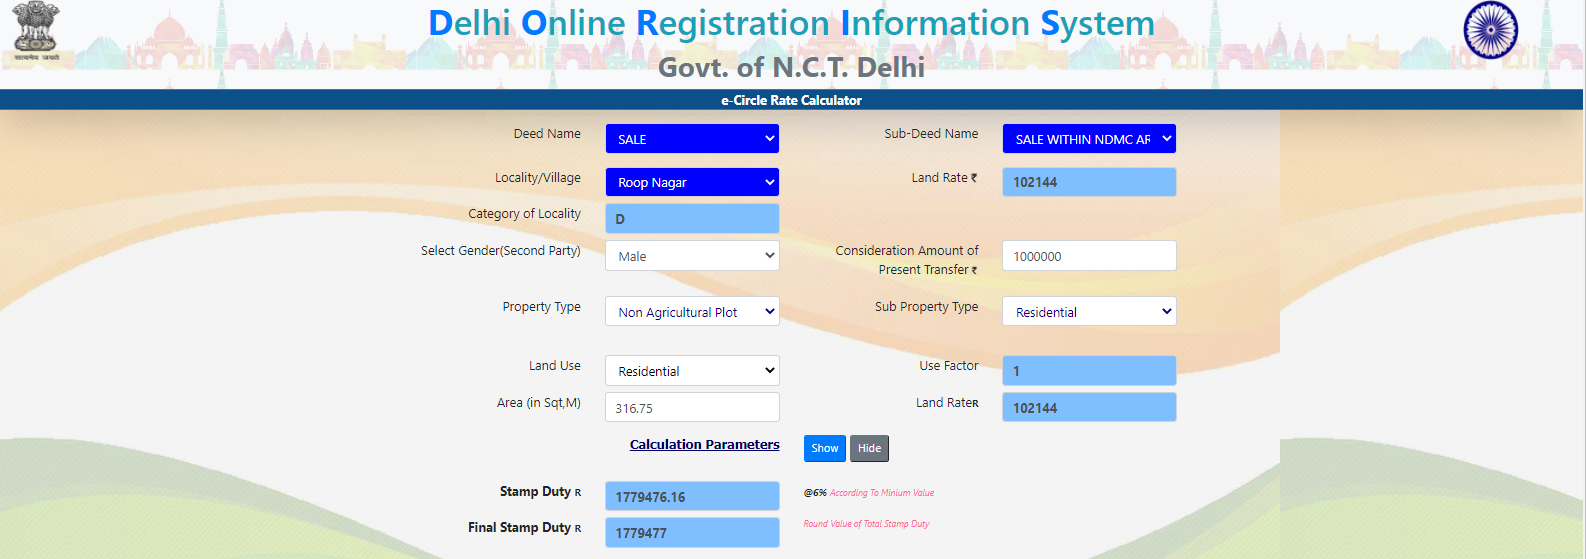 Delhi Online Registration Information System
सत्यमेव जयते
Govt. of N.C.T. Delhi
e-Circle Rate Calculator
Deed Name SALE Sub-Deed Name SALE WITHIN NDMC AR
Locality/Village Roop Nagar Land Rate ₹ 102144
Category of Locality D
Select Gender(Second Party) Male Consideration Amount of
Present Transfer ₹ 1000000
Property Type Non Agricultural Plot Sub Property Type Residential
Land Use Residential Use Factor 1
Area (in Sqt,M) 316.75 Land RateR 102144
Calculation Parameters Show Hide
Stamp Duty R 1779476.16 @6% According To Minium Value
Final Stamp Duty R 1779477 Round Value of Total Stamp Duty